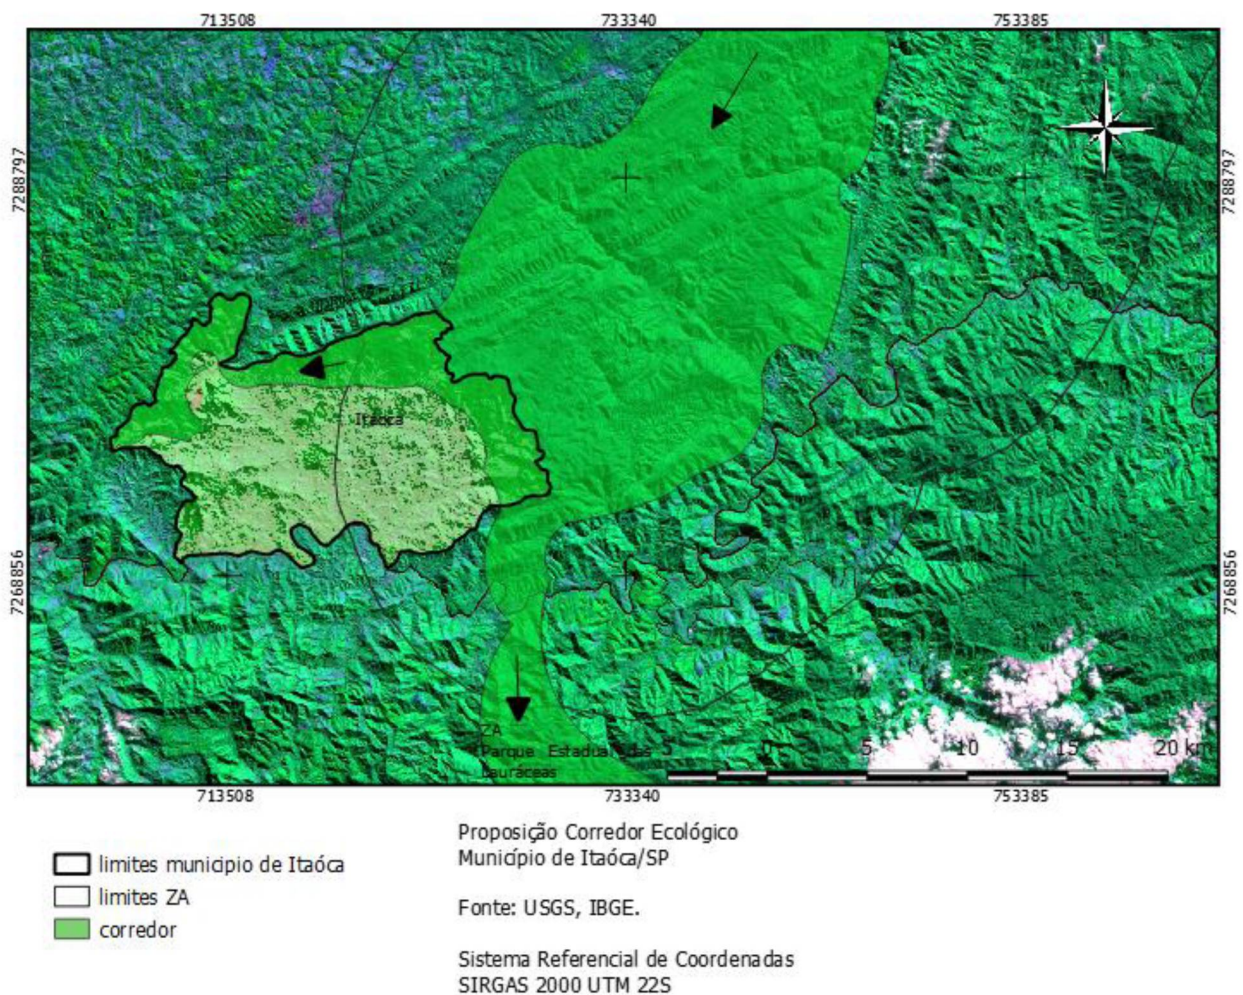 713508
733340
753385
7288797
7288797
Itaóca
7268856
7268856
ZA
Parque Estadual das
Lauráceas
5 0 5 10 15 20 km
713508
733340
753385
limites municipio de Itaóca
limites ZA
corredor
Proposição Corredor Ecológico
Município de Itaóca/SP
Fonte: USGS, IBGE.
Sistema Referencial de Coordenadas
SIRGAS 2000 UTM 22S